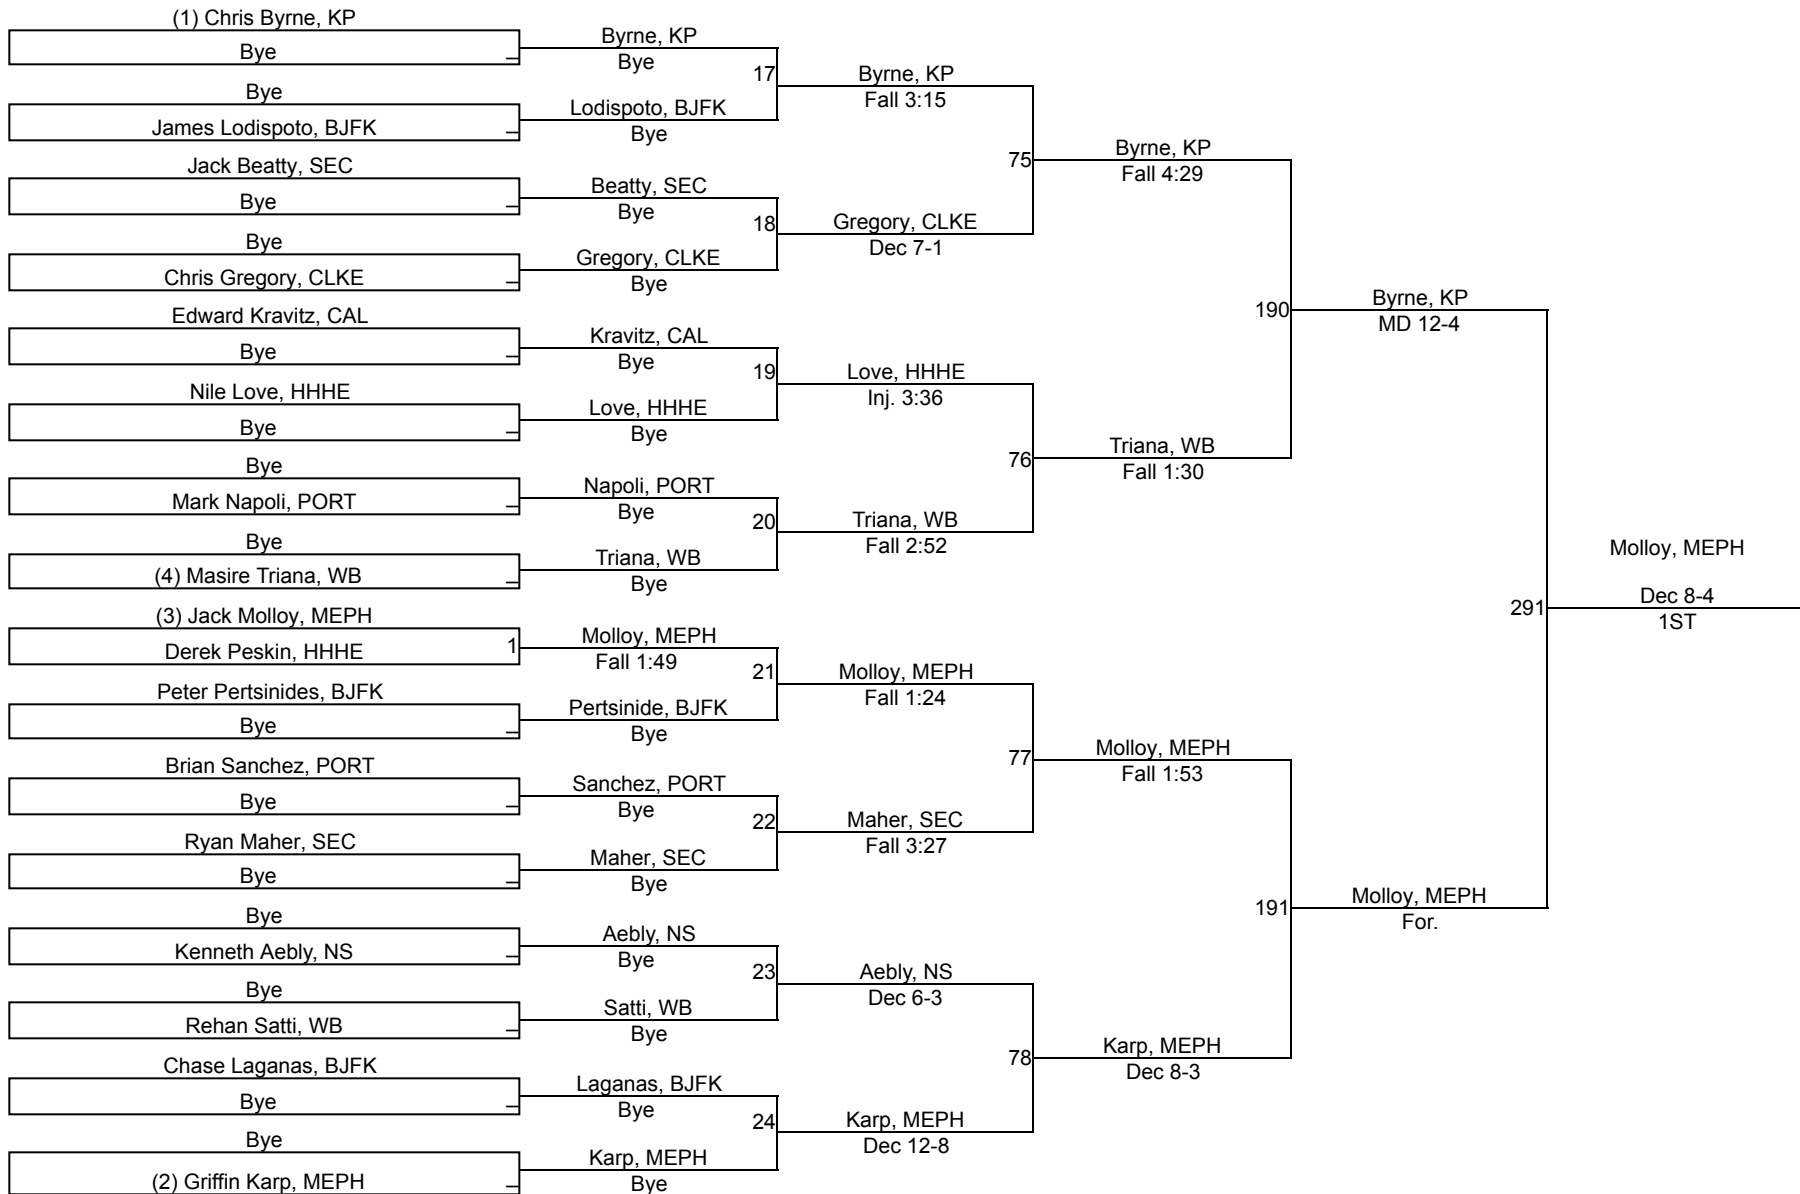 (1) Chris Byrne, KP
Bye
_
Bye
James Lodispoto, BJFK
_
Jack Beatty, SEC
Bye
_
Bye
Chris Gregory, CLKE
_
Edward Kravitz, CAL
Bye
_
Nile Love, HHHE
Bye
_
Bye
Mark Napoli, PORT
_
Bye
(4) Masire Triana, WB
_
(3) Jack Molloy, MEPH
Derek Peskin, HHHE
1
Peter Pertsinides, BJFK
Bye
_
Brian Sanchez, PORT
Bye
_
Ryan Maher, SEC
Bye
_
Bye
Kenneth Aebly, NS
_
Bye
Rehan Satti, WB
_
Chase Laganas, BJFK
Bye
_
Bye
(2) Griffin Karp, MEPH
_
Byrne, KP
Bye
17
Lodispoto, BJFK
Bye
Beatty, SEC
Bye
18
Gregory, CLKE
Bye
Kravitz, CAL
Bye
19
Love, HHHE
Bye
Napoli, PORT
Bye
20
Triana, WB
Bye
Molloy, MEPH
Fall 1:49
21
Pertsinide, BJFK
Bye
Sanchez, PORT
Bye
22
Maher, SEC
Bye
Aebly, NS
Bye
23
Satti, WB
Bye
Laganas, BJFK
Bye
24
Karp, MEPH
Bye
Byrne, KP
Fall 3:15
75
Gregory, CLKE
Dec 7-1
Love, HHHE
Inj. 3:36
76
Triana, WB
Fall 2:52
Molloy, MEPH
Fall 1:24
77
Maher, SEC
Fall 3:27
Aebly, NS
Dec 6-3
78
Karp, MEPH
Dec 12-8
Byrne, KP
Fall 4:29
190
Triana, WB
Fall 1:30
Molloy, MEPH
Fall 1:53
191
Karp, MEPH
Dec 8-3
Byrne, KP
MD 12-4
291
Molloy, MEPH
For.
Molloy, MEPH
Dec 8-4
1ST